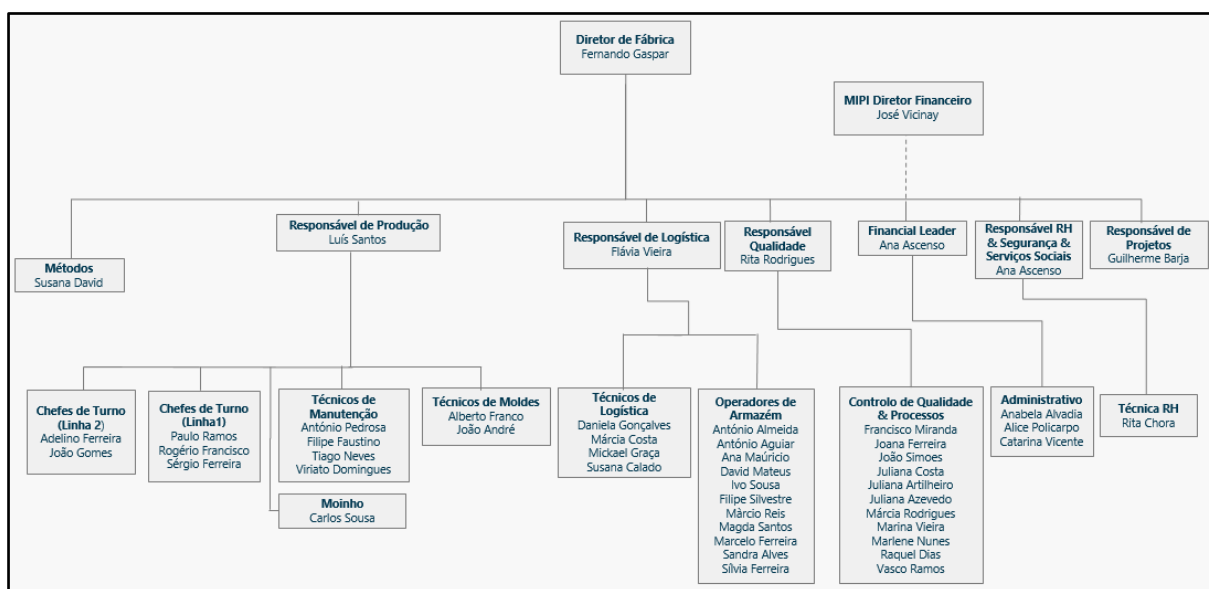 Diretor de Fábrica
Fernando Gaspar
MIPI Diretor Financeiro
José Vicinay
Métodos
Susana David
Responsável de Produção
Luís Santos
Responsável de Logística
Flávia Vieira
Responsável
Qualidade
Rita Rodrigues
Financial Leader
Ana Ascenso
Responsável RH
& Segurança &
Serviços Sociais
Ana Ascenso
Responsável de
Projetos
Guilherme Barja
Chefes de Turno
(Linha 2)
Adelino Ferreira
João Gomes
Chefes de Turno
(Linha1)
Paulo Ramos
Rogério Francisco
Sérgio Ferreira
Técnicos de
Manutenção
António Pedrosa
Filipe Faustino
Tiago Neves
Viriato Domingues
Moinho
Carlos Sousa
Técnicos de Moldes
Alberto Franco
João André
Técnicos de
Logística
Daniela Gonçalves
Márcia Costa
Mickael Graça
Susana Calado
Operadores de
Armazém
António Almeida
António Aguiar
Ana Maúricio
David Mateus
Ivo Sousa
Filipe Silvestre
Màrcio Reis
Magda Santos
Marcelo Ferreira
Sandra Alves
Sílvia Ferreira
Controlo de Qualidade
& Processos
Francisco Miranda
Joana Ferreira
João Simoes
Juliana Costa
Juliana Artilheiro
Juliana Azevedo
Márcia Rodrigues
Marina Vieira
Marlene Nunes
Raquel Dias
Vasco Ramos
Administrativo
Anabela Alvadia
Alice Policarpo
Catarina Vicente
Técnica RH
Rita Chora